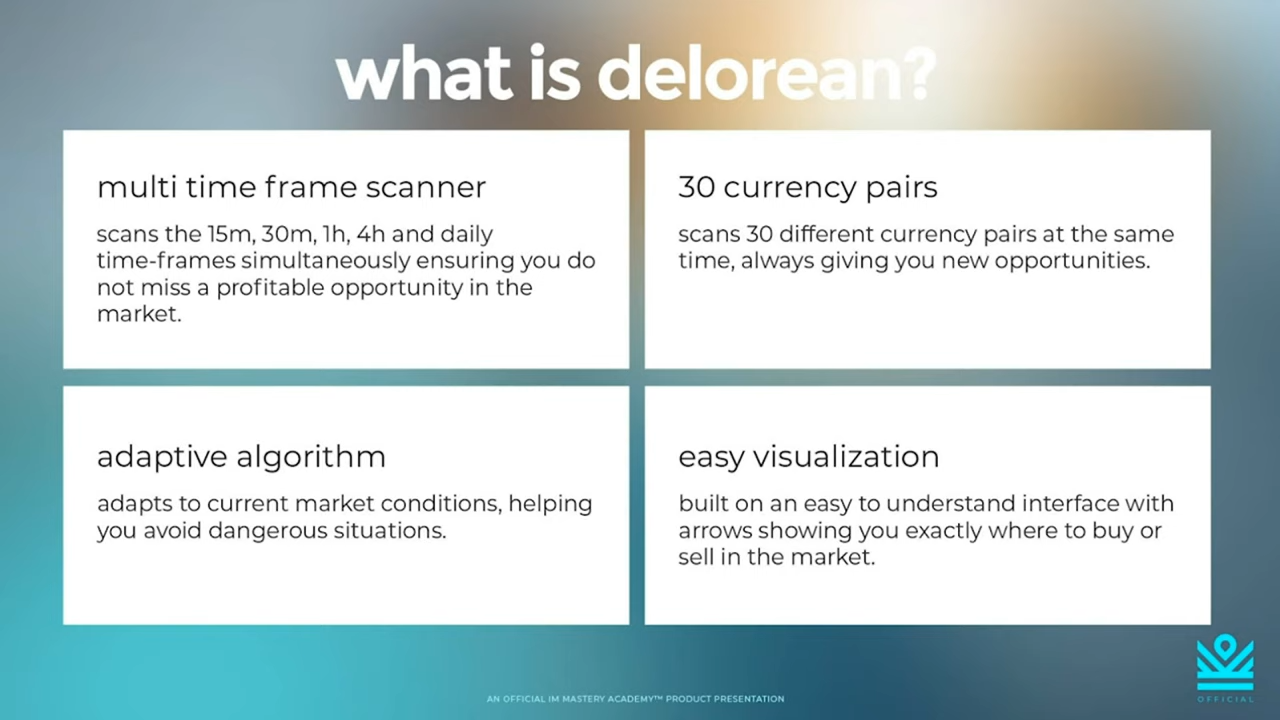 what is delorean?
multi time frame scanner
scans the 15m, 30m, 1h, 4h and daily
time-frames simultaneously ensuring you do
not miss a profitable opportunity in the
market.
30 currency pairs
scans 30 different currency pairs at the same
time, always giving you new opportunities.
adaptive algorithm
adapts to current market conditions, helping
you avoid dangerous situations.
easy visualization
built on an easy to understand interface with
arrows showing you exactly where to buy or
sell in the market.
AN OFFICIAL IM MASTERY ACADEMY™ PRODUCT PRESENTATION
OFFICIAL